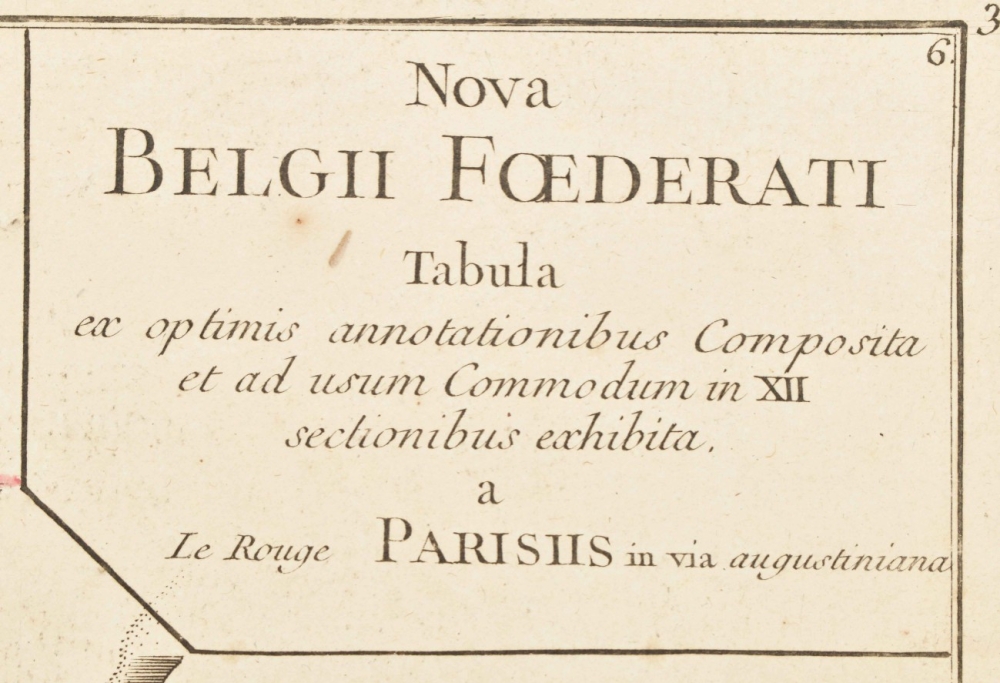 3
6.
Nova
BELGII FŒDERATI
Tabula
ex optimis annotationibus Composita
et ad usum Commodum in XII
sectionibus exhibita.
a
Le Rouge PARISIIS in via augustiniana